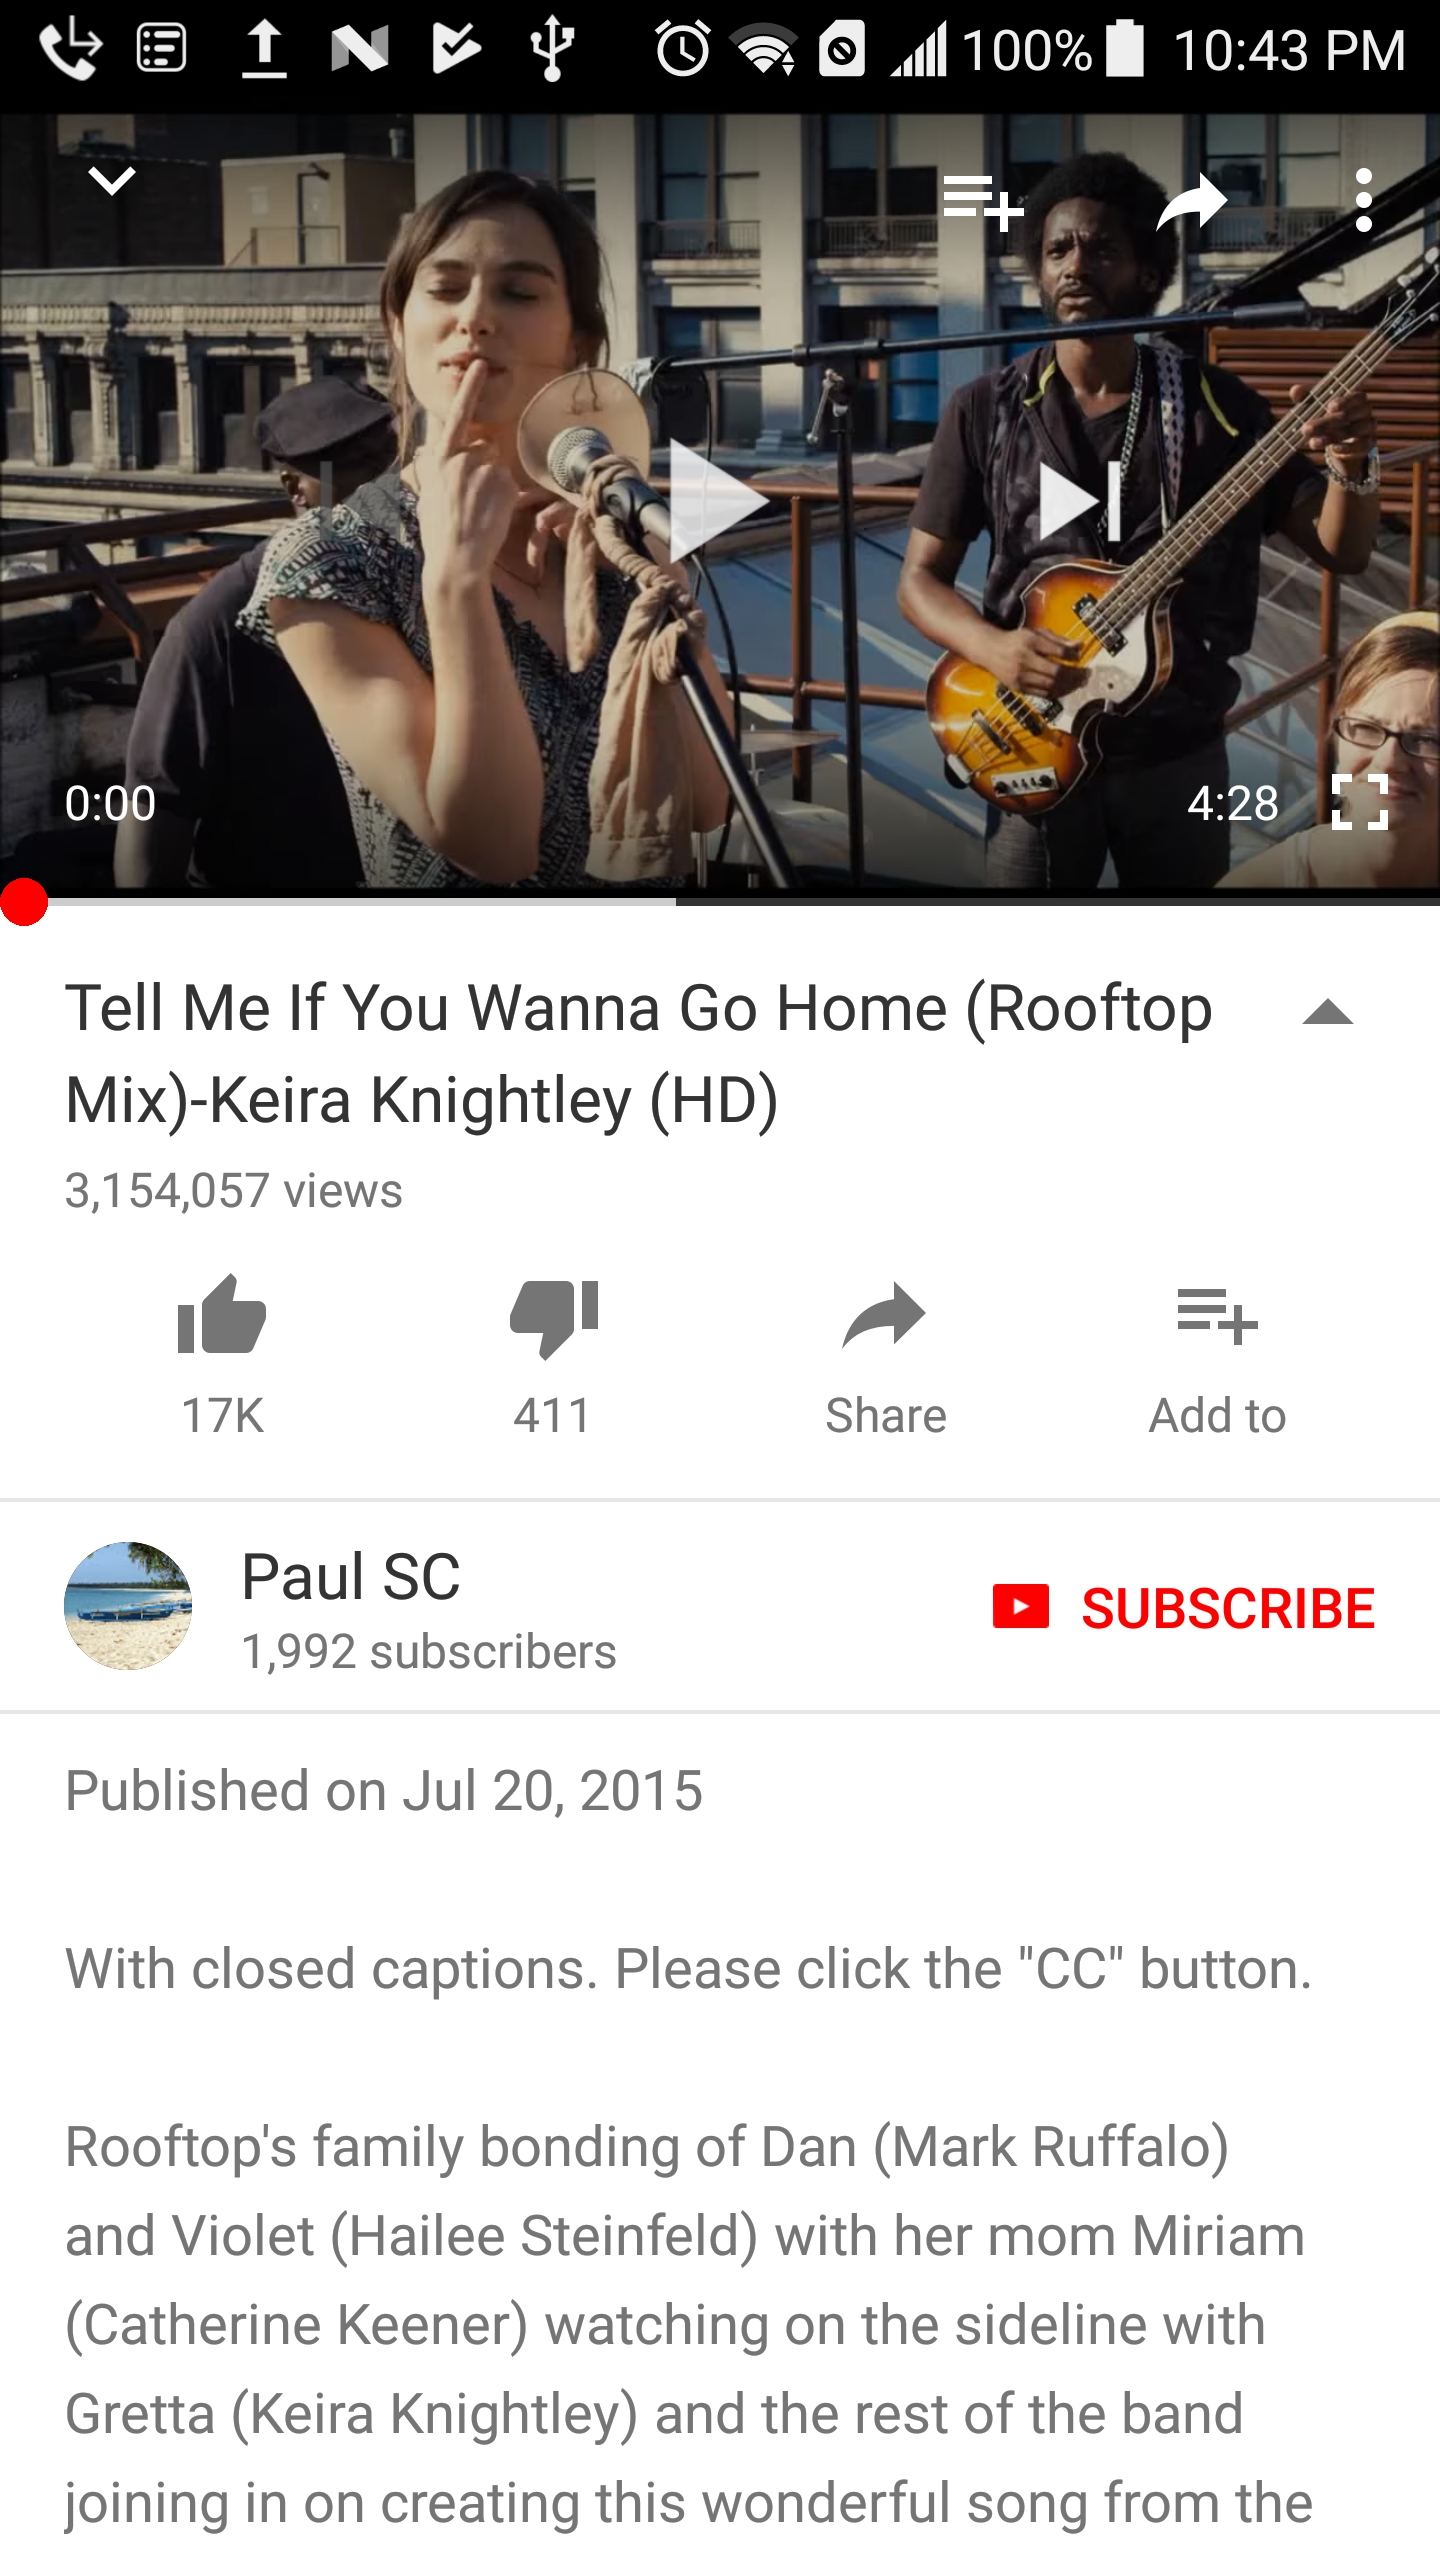 100% 10:43 PM
0:00
4:28
Tell Me If You Wanna Go Home (Rooftop
Mix)-Keira Knightley (HD)
3,154,057 views
17K
411
Share
Add to
Paul SC
1,992 subscribers
SUBSCRIBE
Published on Jul 20, 2015
With closed captions. Please click the "CC" button.
Rooftop's family bonding of Dan (Mark Ruffalo)
and Violet (Hailee Steinfeld) with her mom Miriam
(Catherine Keener) watching on the sideline with
Gretta (Keira Knightley) and the rest of the band
joining in on creating this wonderful song from the